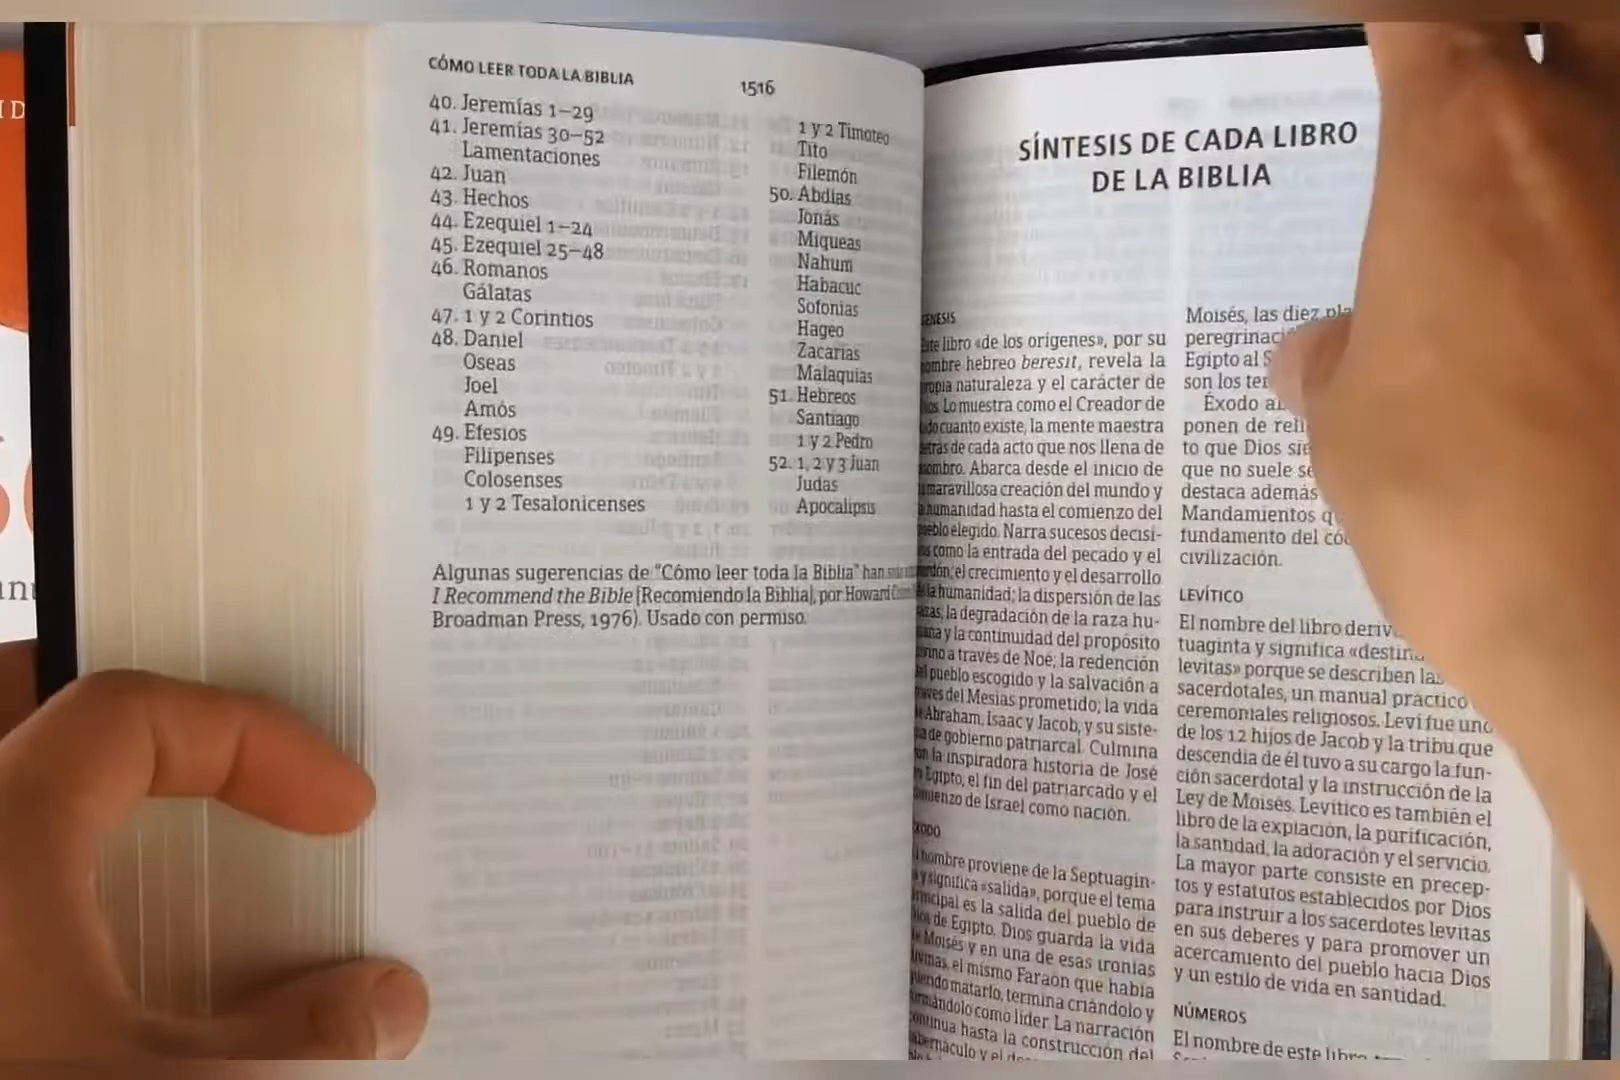 CÓMO LEER TODA LA BIBLIA
1516
40. Jeremías 1–29
41. Jeremías 30–52
Lamentaciones
42. Juan
43. Hechos
44. Ezequiel 1–24
45. Ezequiel 25–48
46. Romanos
Gálatas
47. 1 y 2 Corintios
48. Daniel
Oseas
Joel
Amós
49. Efesios
Filipenses
Colosenses
1 y 2 Tesalonicenses
1 y 2 Timoteo
Tito
Filemón
50. Abdías
Jonás
Miqueas
Nahum
Habacuc
Sofonías
Hageo
Zacarías
Malaquías
51. Hebreos
Santiago
1 y 2 Pedro
52. 1, 2 y 3 Juan
Judas
Apocalipsis
Algunas sugerencias de “Cómo leer toda la Biblia” han
I Recommend the Bible [Recomiendo la Biblia], por Howard
Broadman Press, 1976). Usado con permiso.
SÍNTESIS DE CADA LIBRO
DE LA BIBLIA
libro «de los orígenes», por su
hebreo beresit, revela la
naturaleza y el carácter de
Lo muestra como el Creador de
cuanto existe, la mente maestra
de cada acto que nos llena de
Abarca desde el inicio de
maravillosa creación del mundo y
humanidad hasta el comienzo del
elegido. Narra sucesos decisi-
como la entrada del pecado y el
el crecimiento y el desarrollo
la humanidad; la dispersión de las
la degradación de la raza hu-
y la continuidad del propósito
a través de Noé; la redención
pueblo escogido y la salvación a
del Mesías prometido; la vida
Abraham, Isaac y Jacob, y su siste-
de gobierno patriarcal. Culmina
la inspiradora historia de José
Egipto, el fin del patriarcado y el
de Israel como nación.
nombre proviene de la Septuagin-
y significa «salida», porque el tema
es la salida del pueblo de
de Egipto. Dios guarda la vida
Moisés y en una de esas ironías
el mismo Faraón que había
matarlo, termina criándolo y
como líder. La narración
hasta la construcción del
y el
Moisés, las diez
Egipto al
son los
Éxodo
ponen de
to que Dios
que no suele
destaca además
Mandamientos
fundamento del
civilización.
LEVÍTICO
El nombre del libro
tuaginta y significa
levitas» porque se describen
sacerdotales, un manual práctico
ceremoniales religiosos. Leví fue
de los 12 hijos de Jacob y la tribu que
descendía de él tuvo a su cargo la fun-
ción sacerdotal y la instrucción de la
Ley de Moisés. Levítico es también el
libro de la expiación, la purificación,
la santidad, la adoración y el servicio.
La mayor parte consiste en precep-
tos y estatutos establecidos por Dios
para instruir a los sacerdotes levitas
en sus deberes y para promover un
acercamiento del pueblo hacia Dios
y un estilo de vida en santidad.
NÚMEROS
El nombre de este